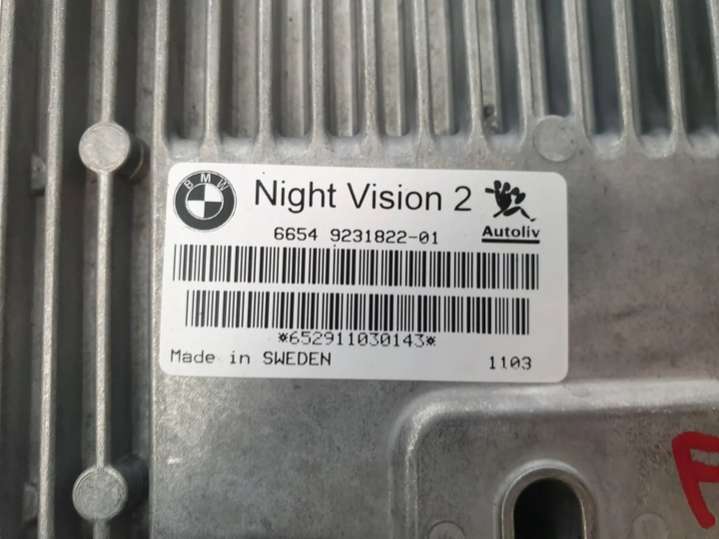 BMW
Night Vision 2
6654 9231822-01
Autoliv
*652911030143*
Made in SWEDEN
1103